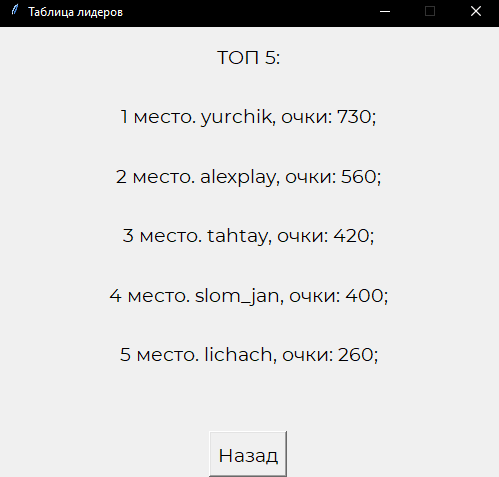 Таблица лидеров
ТОП 5:
1 место. yurchik, очки: 730;
2 место. alexplay, очки: 560;
3 место. tahtay, очки: 420;
4 место. slom_jan, очки: 400;
5 место. lichach, очки: 260;
Назад